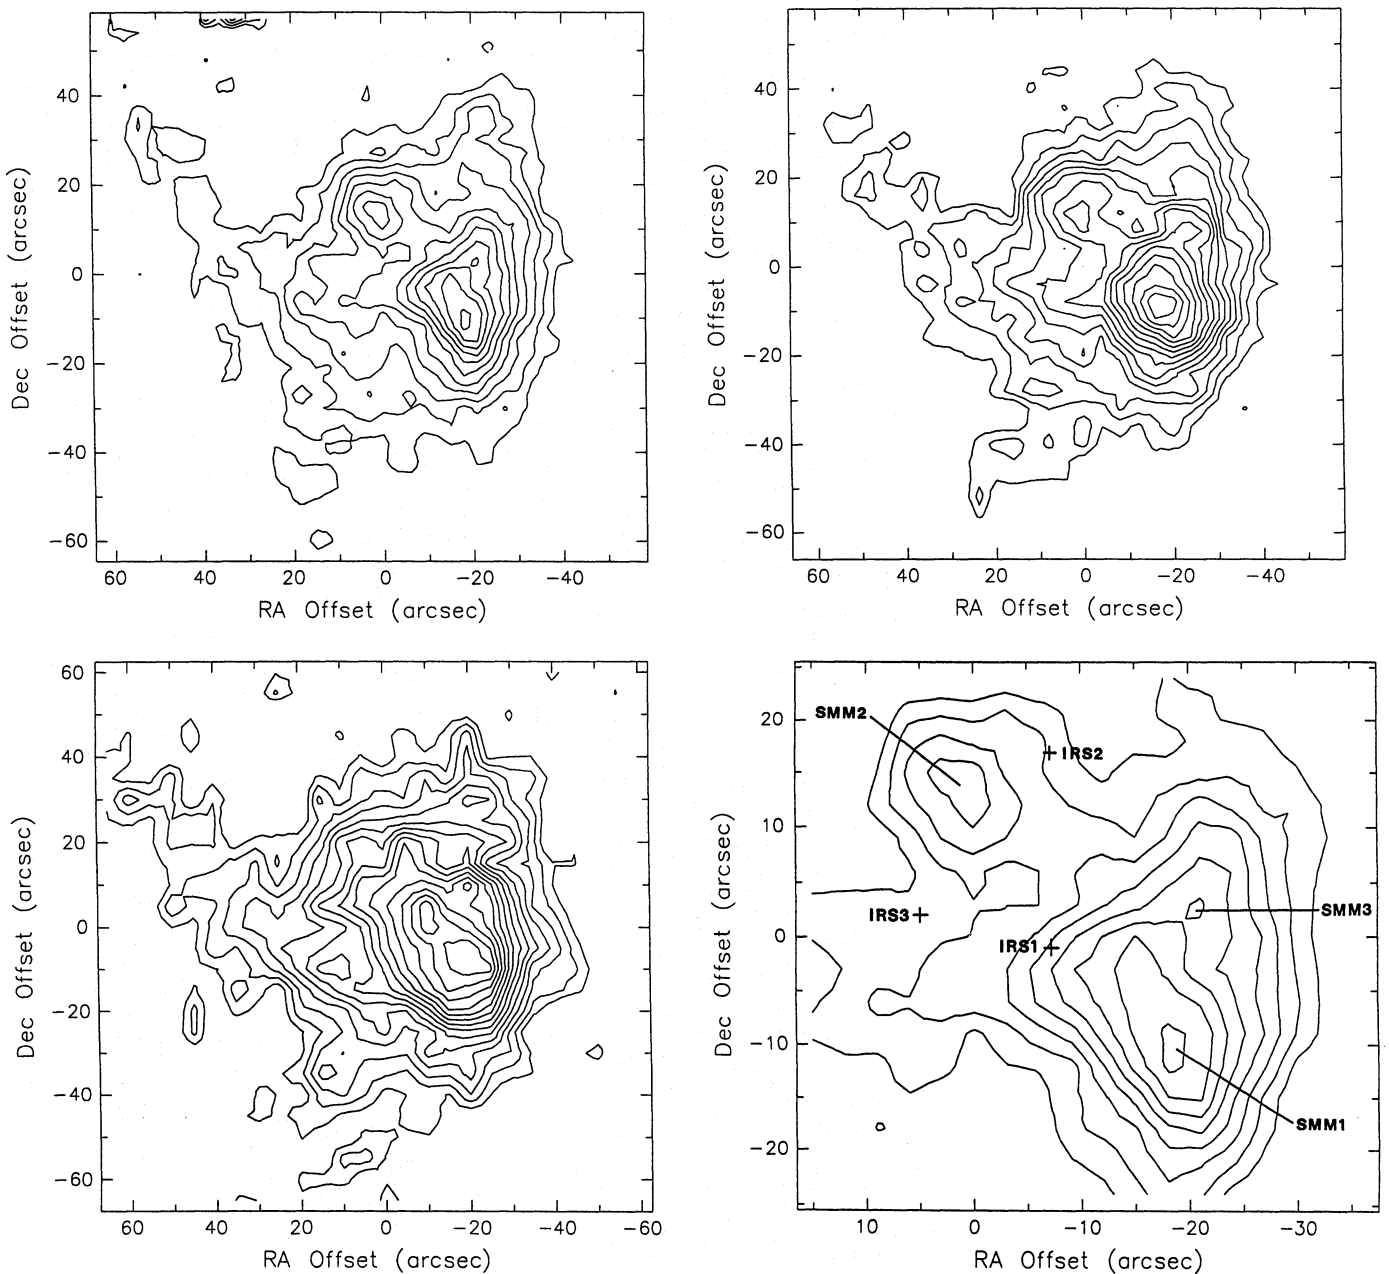 40
20
0
−20
−40
−60
Dec Offset (arcsec)
60 40 20 0 −20 −40
RA Offset (arcsec)
40
20
0
−20
−40
−60
Dec Offset (arcsec)
60 40 20 0 −20 −40
RA Offset (arcsec)
60
40
20
0
−20
−40
−60
Dec Offset (arcsec)
60 40 20 0 −20 −40 −60
RA Offset (arcsec)
20
10
0
−10
−20
Dec Offset (arcsec)
SMM2
IRS2
IRS3
IRS1
SMM3
SMM1
10 0 −10 −20 −30
RA Offset (arcsec)